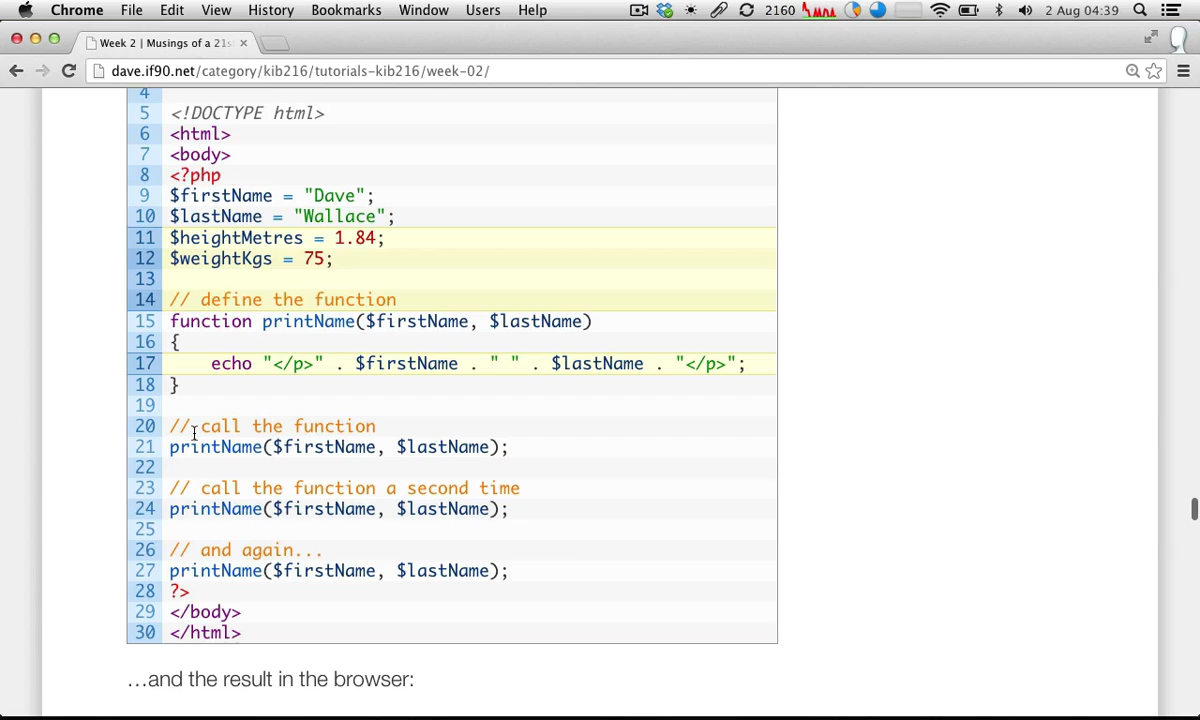 Chrome File Edit View History Bookmarks Window Users Help 2160 2 Aug 04:39
Week 2 | Musings of a 21s
dave.if90.net/category/kib216/tutorials-kib216/week-02/
4
5 <!DOCTYPE html>
6 <html>
7 <body>
8 <?php
9 $firstName = "Dave";
10 $lastName = "Wallace";
11 $heightMetres = 1.84;
12 $weightKgs = 75;
13
14 // define the function
15 function printName($firstName, $lastName)
16 {
17 echo "</p>" . $firstName . " " . $lastName . "</p>";
18 }
19
20 // call the function
21 printName($firstName, $lastName);
22
23 // call the function a second time
24 printName($firstName, $lastName);
25
26 // and again...
27 printName($firstName, $lastName);
28 ?>
29 </body>
30 </html>
…and the result in the browser: